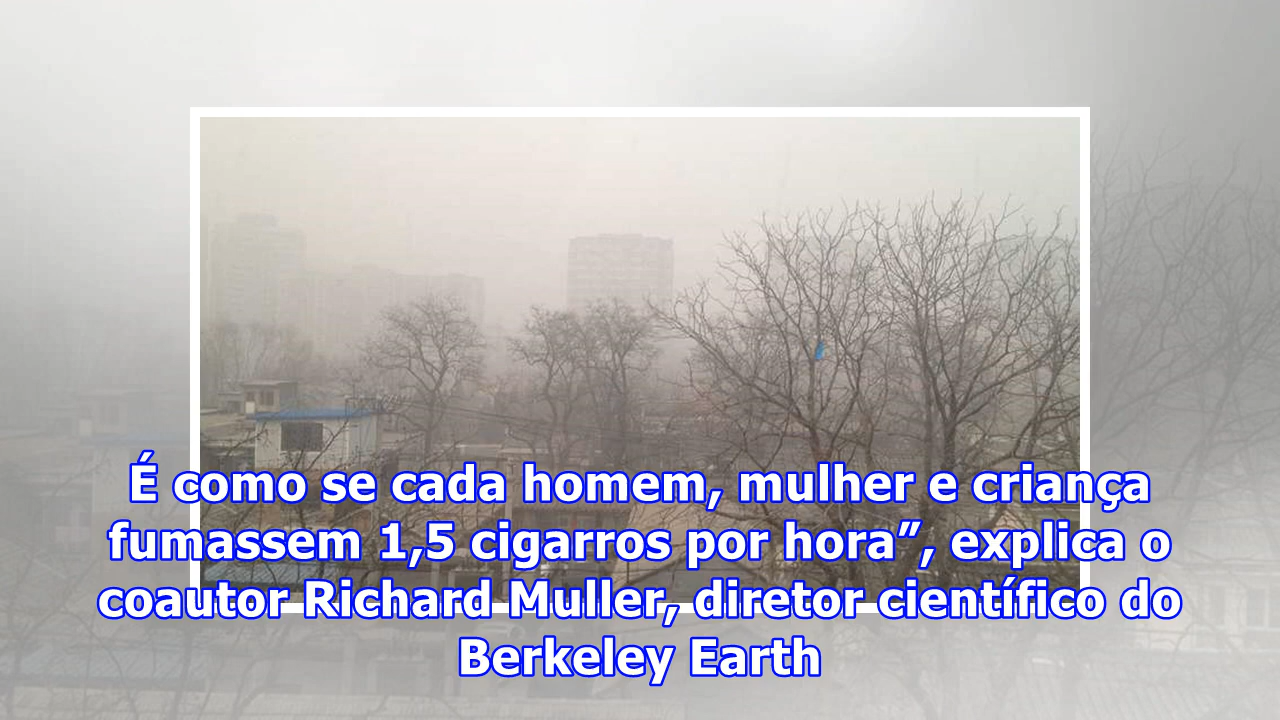 É como se cada homem, mulher e criança
fumassem 1,5 cigarros por hora”, explica o
coautor Richard Muller, diretor científico do
Berkeley Earth